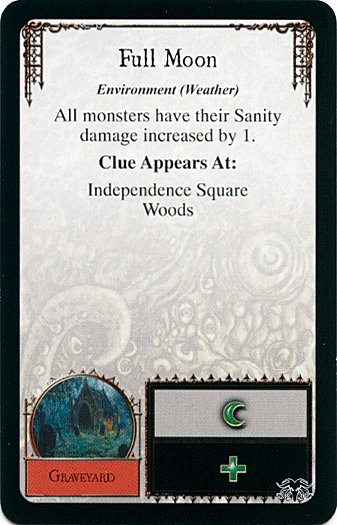 Full Moon
Environment (Weather)
All monsters have their Sanity
damage increased by 1.
Clue Appears At:
Independence Square
Woods
Graveyard